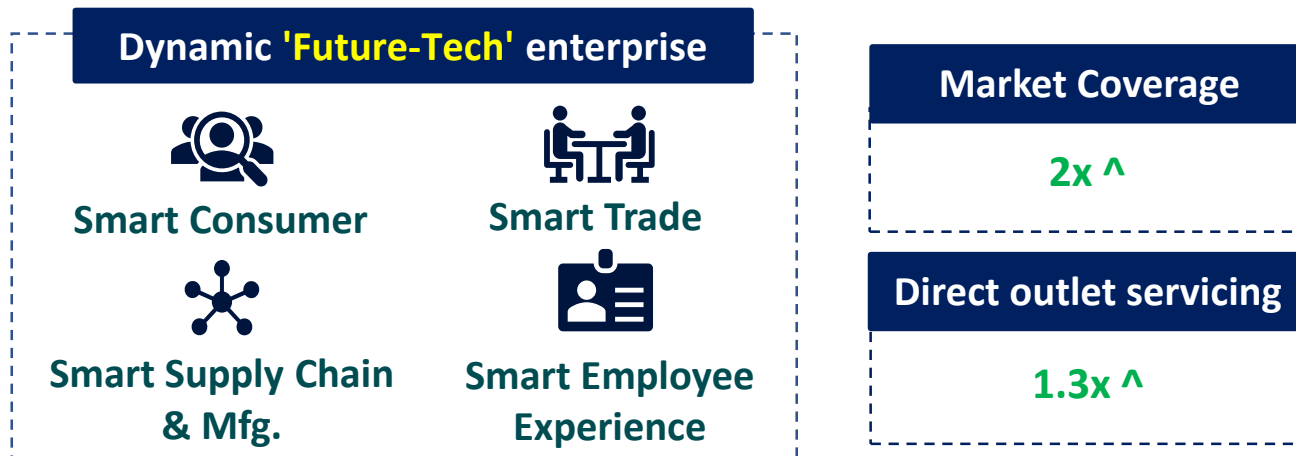 Dynamic 'Future-Tech' enterprise
Smart Consumer
Smart Trade
Smart Supply Chain
& Mfg.
Smart Employee
Experience
Market Coverage
2x ^
Direct outlet servicing
1.3x ^